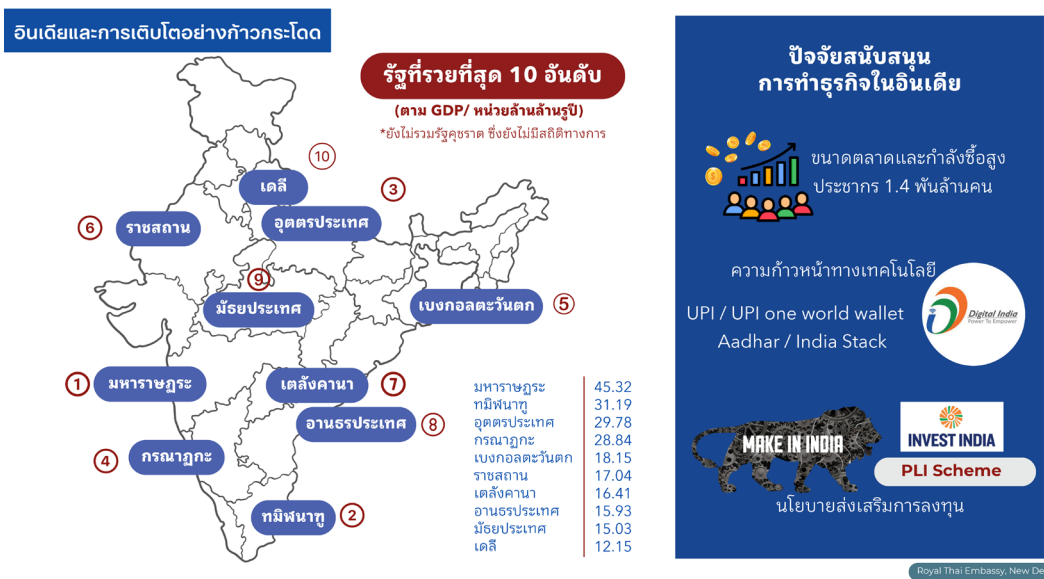 อินเดียและการเติบโตอย่างก้าวกระโดด
รัฐที่รวยที่สุด 10 อันดับ
(ตาม GDP/ หน่วยล้านล้านรูปี)
*ยังไม่รวมรัฐคุชราต ซึ่งยังไม่มีสถิติทางการ
10
เดลี
3
อุตตรประเทศ
6
ราชสถาน
9
มัธยประเทศ
เบงกอลตะวันตก
5
1
มหาราษฏระ
เตลังคานา
7
อานธรประเทศ
8
4
กรณาฏกะ
ทมิฬนาฑู
2
มหาราษฏระ 45.32
ทมิฬนาฑู 31.19
อุตตรประเทศ 29.78
กรณาฏกะ 28.84
เบงกอลตะวันตก 18.15
ราชสถาน 17.04
เตลังคานา 16.41
อานธรประเทศ 15.93
มัธยประเทศ 15.03
เดลี 12.15
ปัจจัยสนับสนุน
การทำธุรกิจในอินเดีย
ขนาดตลาดและกำลังซื้อสูง
ประชากร 1.4 พันล้านคน
ความก้าวหน้าทางเทคโนโลยี
UPI / UPI one world wallet
Aadhar / India Stack
Digital India
Power To Empower
MAKE IN INDIA
INVEST INDIA
PLI Scheme
นโยบายส่งเสริมการลงทุน
Royal Thai Embassy, New De